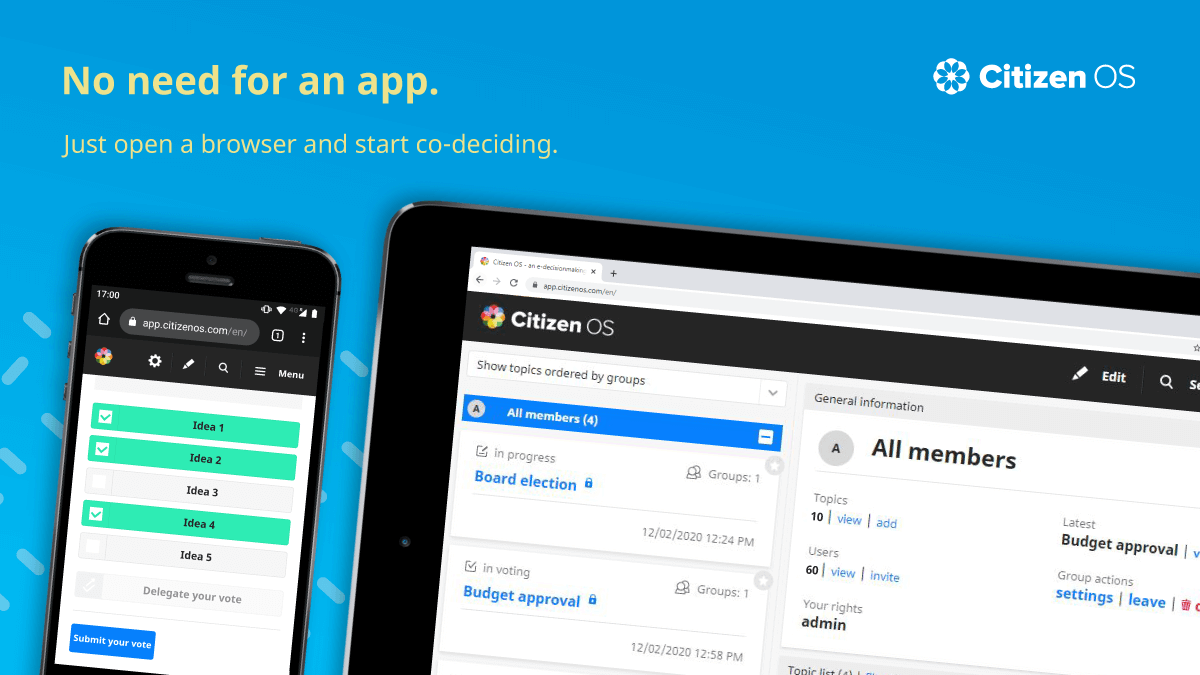 No need for an app.
Just open a browser and start co-deciding.
Citizen OS
17:00
4G
app.citizenos.com/en/
1
Menu
Idea 1
Idea 2
Idea 3
Idea 4
Idea 5
Delegate your vote
Submit your vote
Citizen OS - an e-decisionmaking
app.citizenos.com/en/
Citizen OS
Edit
Show topics ordered by groups
A
All members (4)
in progress
Groups: 1
Board election
12/02/2020 12:24 PM
in voting
Groups: 1
Budget approval
12/02/2020 12:58 PM
General information
A
All members
Topics
10 | view | add
Users
60 | view | invite
Your rights
admin
Latest
Budget approval |
Group actions
settings | leave |
Topic list (4) |